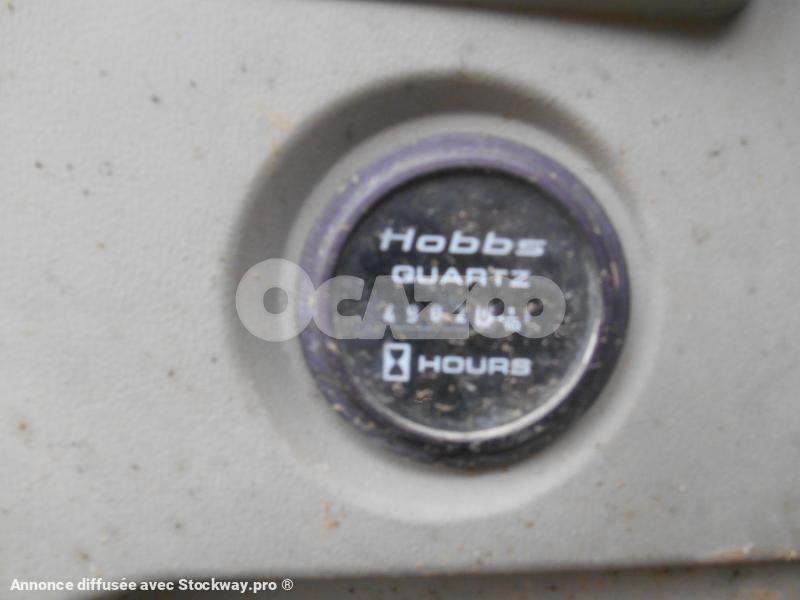 Hobbs
QUARTZ
OCAZOO
HOURS
Annonce diffusée avec Stockway.pro ®